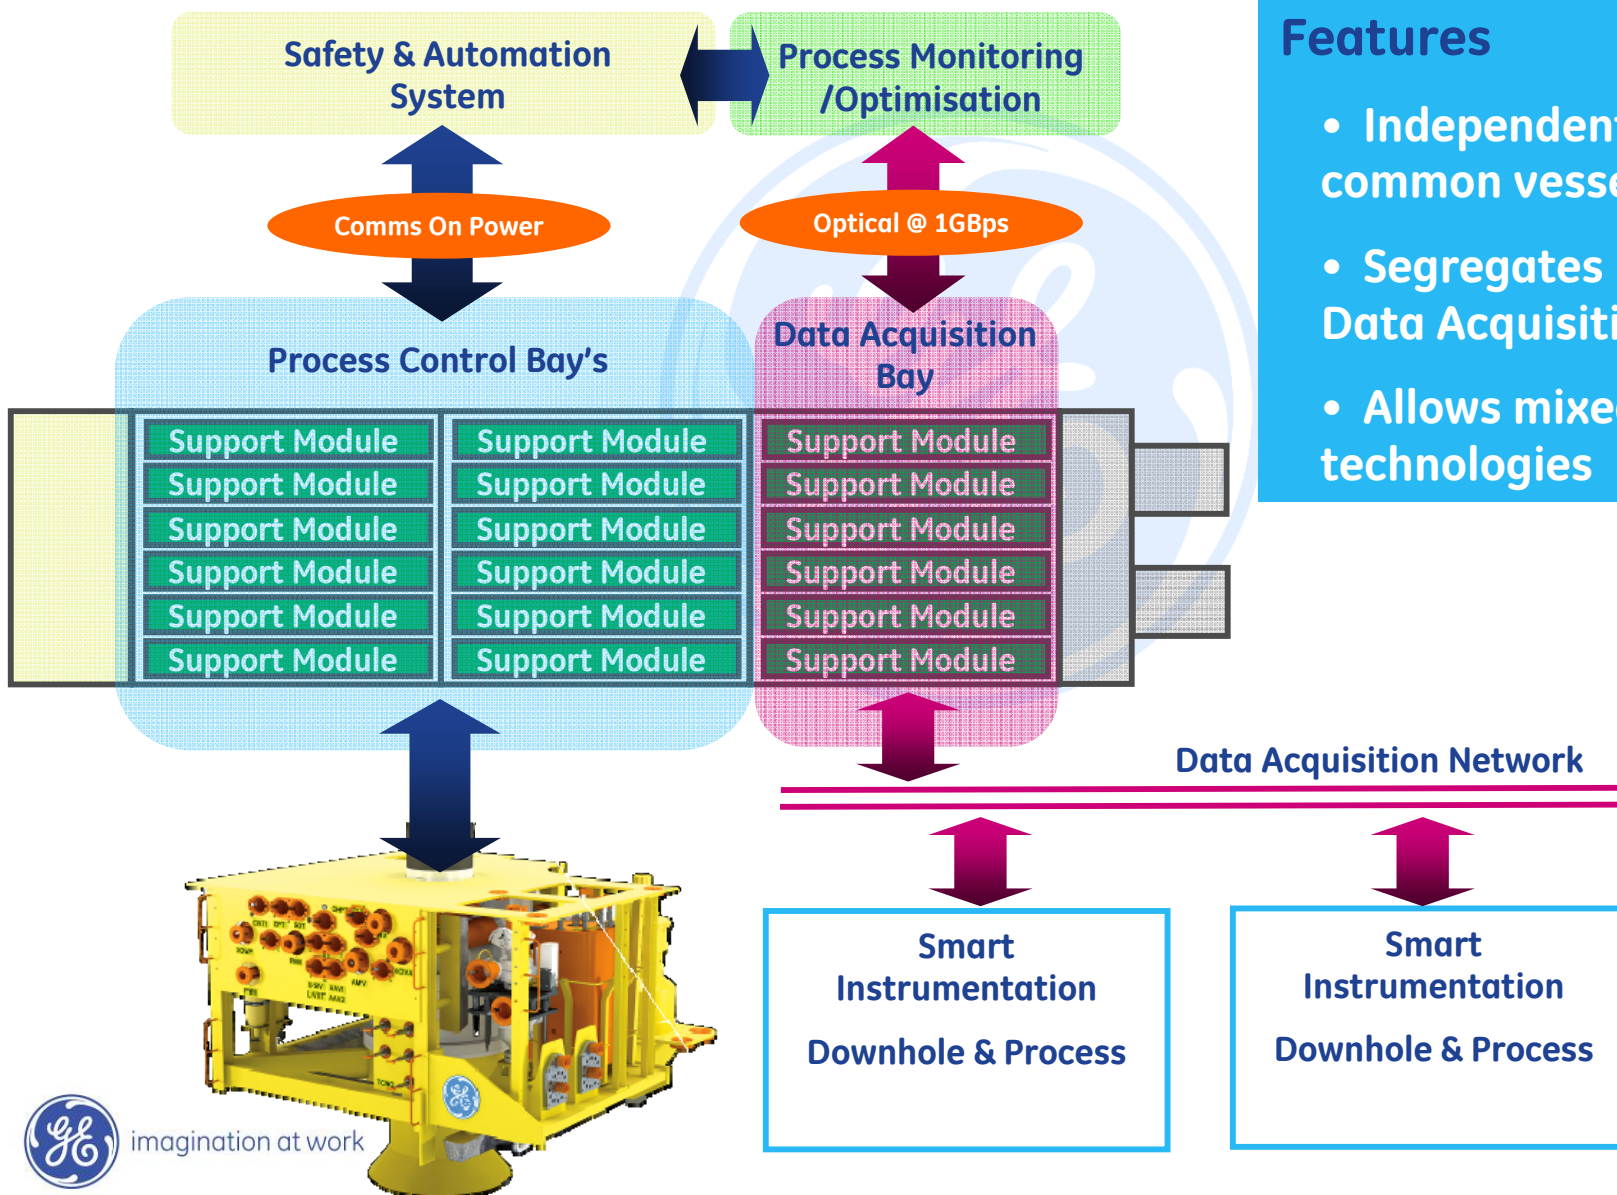 Safety & Automation
System
Process Monitoring
/Optimisation
Features
• Independent
common vesse
• Segregates
Data Acquisiti
• Allows mixe
technologies
Comms On Power
Optical @ 1GBps
Process Control Bay's
Data Acquisition
Bay
Support Module Support Module Support Module
Support Module Support Module Support Module
Support Module Support Module Support Module
Support Module Support Module Support Module
Support Module Support Module Support Module
Support Module Support Module Support Module
Data Acquisition Network
Smart
Instrumentation
Downhole & Process
Smart
Instrumentation
Downhole & Process
GE imagination at work